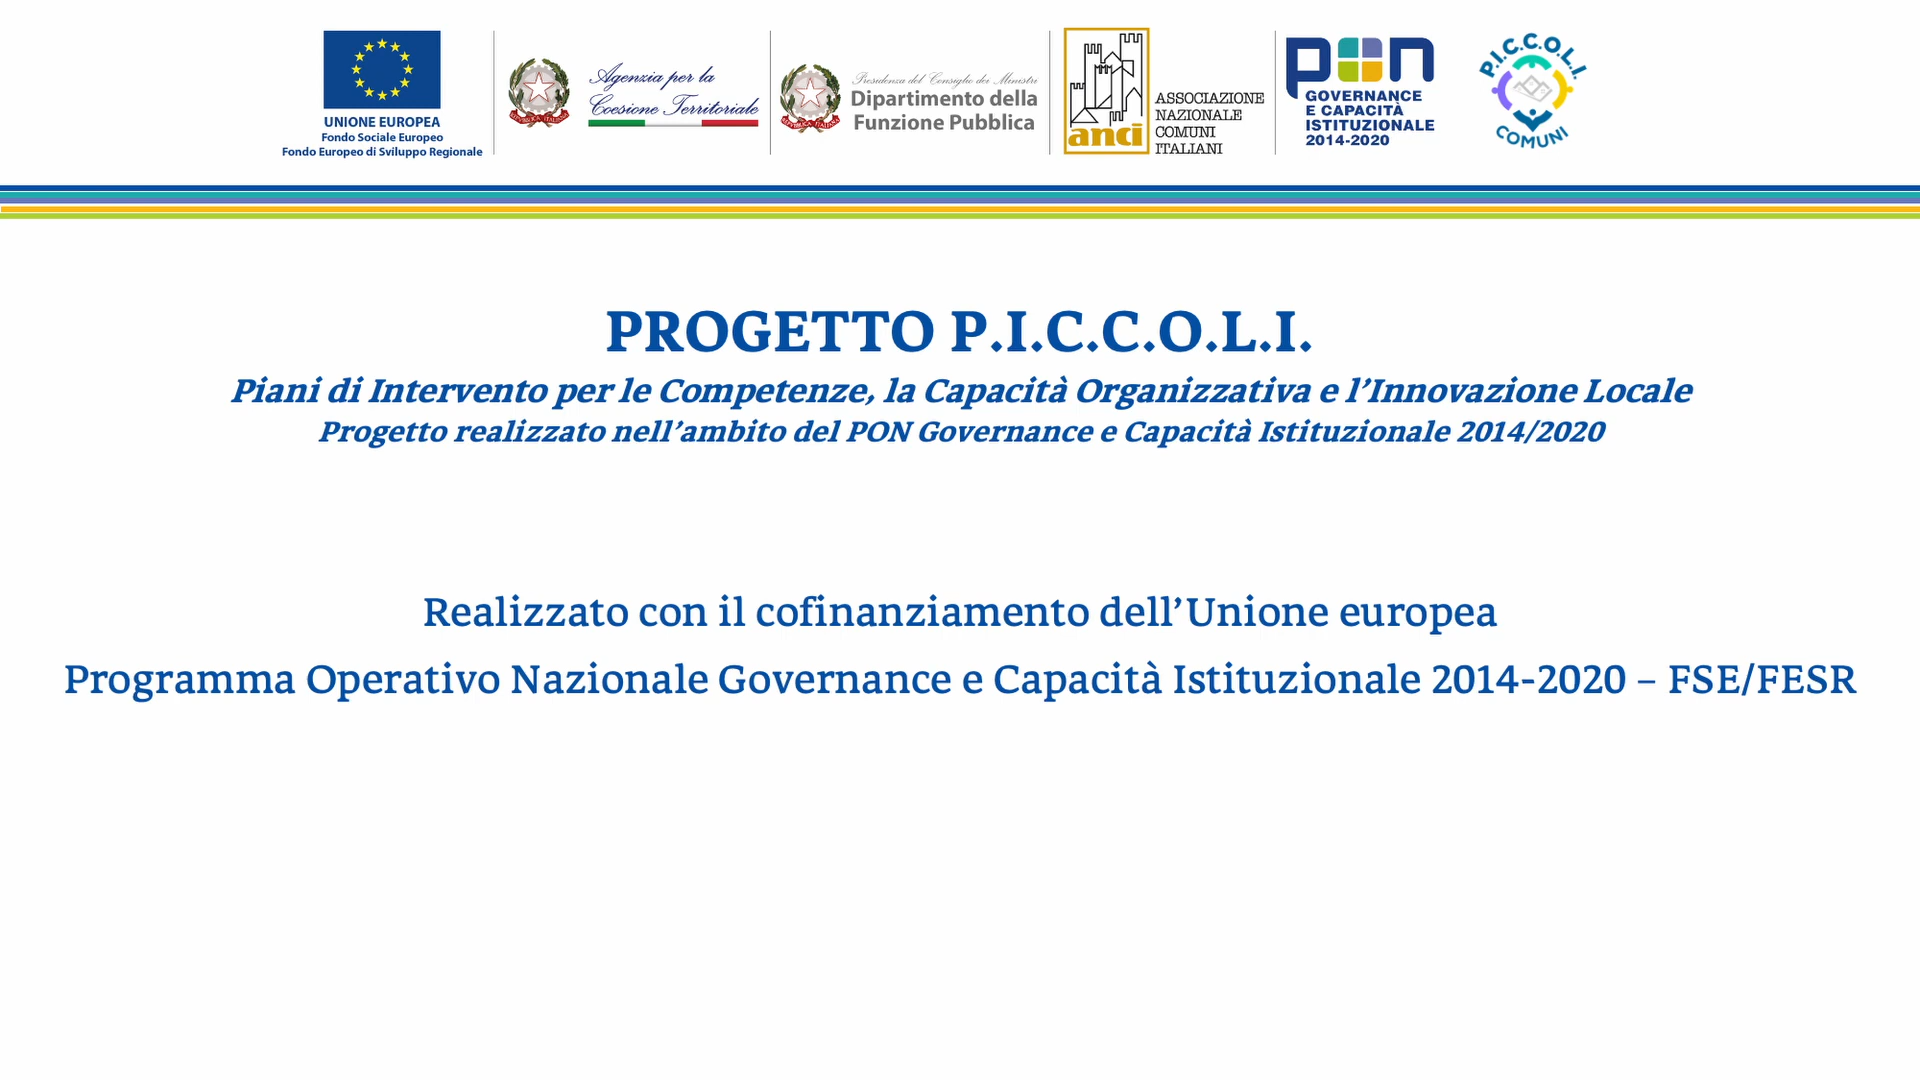 UNIONE EUROPEA
Fondo Sociale Europeo
Fondo Europeo di Sviluppo Regionale
REPUBBLICA ITALIANA
Agenzia per la
Coesione Territoriale
REPUBBLICA ITALIANA
Presidenza del Consiglio dei Ministri
Dipartimento della
Funzione Pubblica
anci
ASSOCIAZIONE
NAZIONALE
COMUNI
ITALIANI
pon
GOVERNANCE
E CAPACITÀ
ISTITUZIONALE
2014-2020
P.I.C.C.O.L.I.
COMUNI
PROGETTO P.I.C.C.O.L.I.
Piani di Intervento per le Competenze, la Capacità Organizzativa e l’Innovazione Locale
Progetto realizzato nell’ambito del PON Governance e Capacità Istituzionale 2014/2020
Realizzato con il cofinanziamento dell’Unione europea
Programma Operativo Nazionale Governance e Capacità Istituzionale 2014-2020 – FSE/FESR